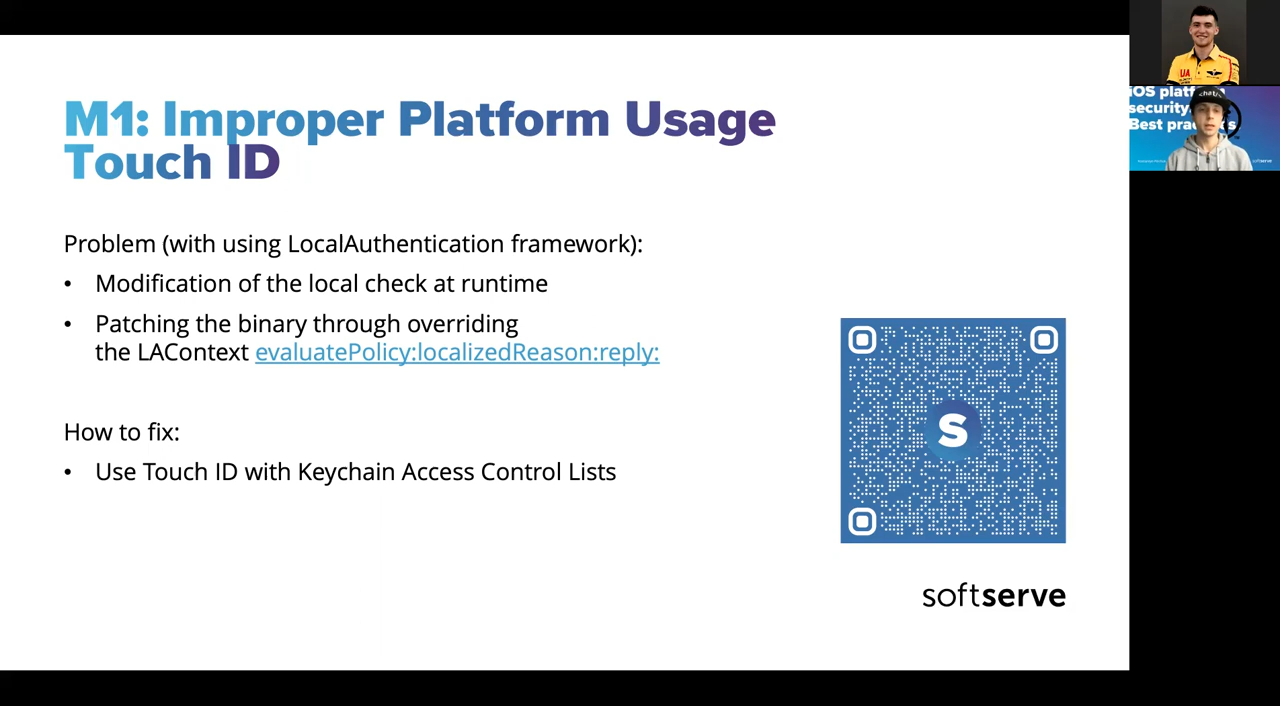 M1: Improper Platform Usage
Touch ID
Problem (with using LocalAuthentication framework):
• Modification of the local check at runtime
• Patching the binary through overriding
the LAContext evaluatePolicy:localizedReason:reply:
How to fix:
• Use Touch ID with Keychain Access Control Lists
S
softserve
UA
iOS platform
security.
Best
softserve